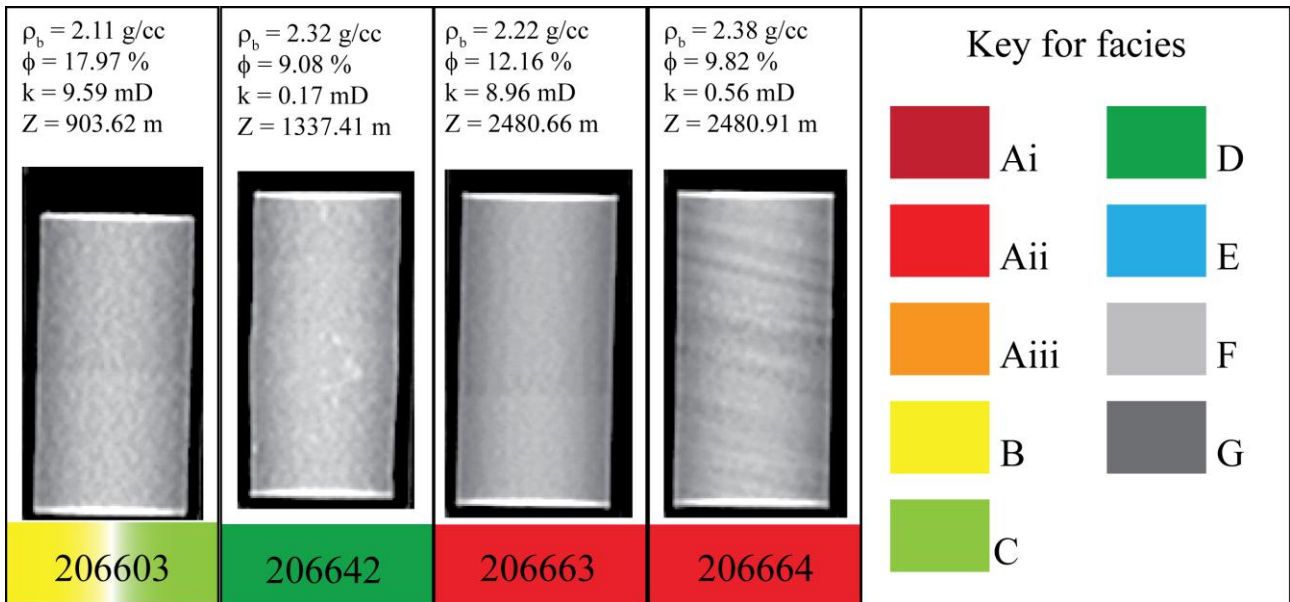 ρb = 2.11 g/cc
ϕ = 17.97 %
k = 9.59 mD
Z = 903.62 m
ρb = 2.32 g/cc
ϕ = 9.08 %
k = 0.17 mD
Z = 1337.41 m
ρb = 2.22 g/cc
ϕ = 12.16 %
k = 8.96 mD
Z = 2480.66 m
ρb = 2.38 g/cc
ϕ = 9.82 %
k = 0.56 mD
Z = 2480.91 m
206603
206642
206663
206664
Key for facies
Ai
Aii
Aiii
B
C
D
E
F
G